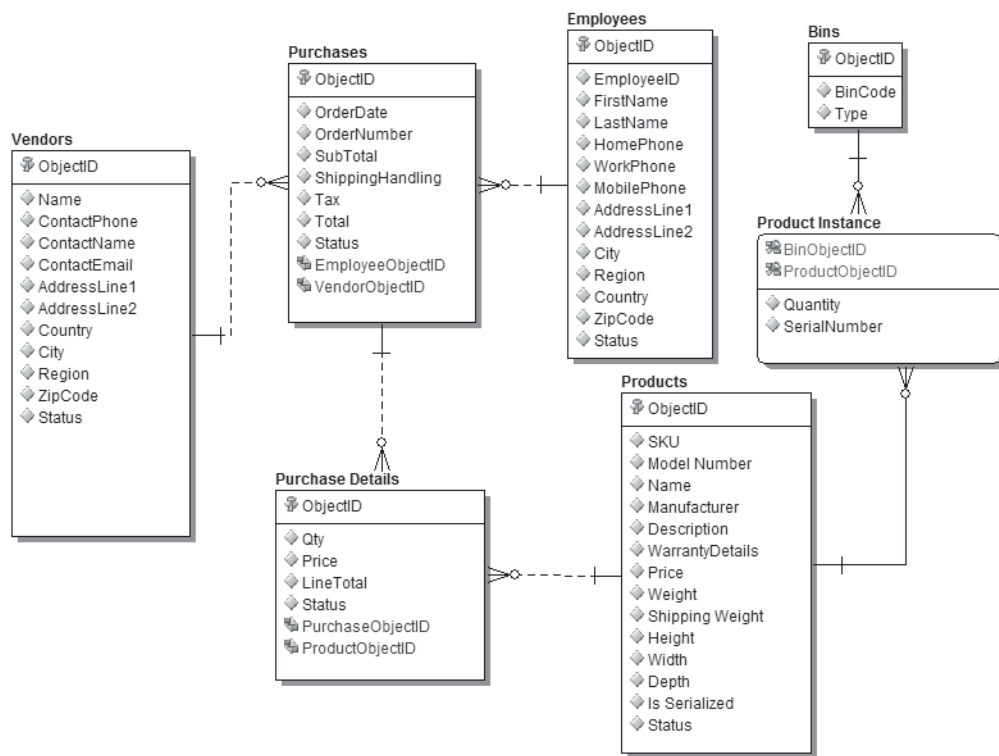 Vendors
ObjectID
Name
ContactPhone
ContactName
ContactEmail
AddressLine1
AddressLine2
Country
City
Region
ZipCode
Status
Purchases
ObjectID
OrderDate
OrderNumber
SubTotal
ShippingHandling
Tax
Total
Status
EmployeeObjectID
VendorObjectID
Employees
ObjectID
EmployeeID
FirstName
LastName
HomePhone
WorkPhone
MobilePhone
AddressLine1
AddressLine2
City
Region
Country
ZipCode
Status
Bins
ObjectID
BinCode
Type
Product Instance
BinObjectID
ProductObjectID
Quantity
SerialNumber
Purchase Details
ObjectID
Qty
Price
LineTotal
Status
PurchaseObjectID
ProductObjectID
Products
ObjectID
SKU
Model Number
Name
Manufacturer
Description
WarrantyDetails
Price
Weight
Shipping Weight
Height
Width
Depth
Is Serialized
Status